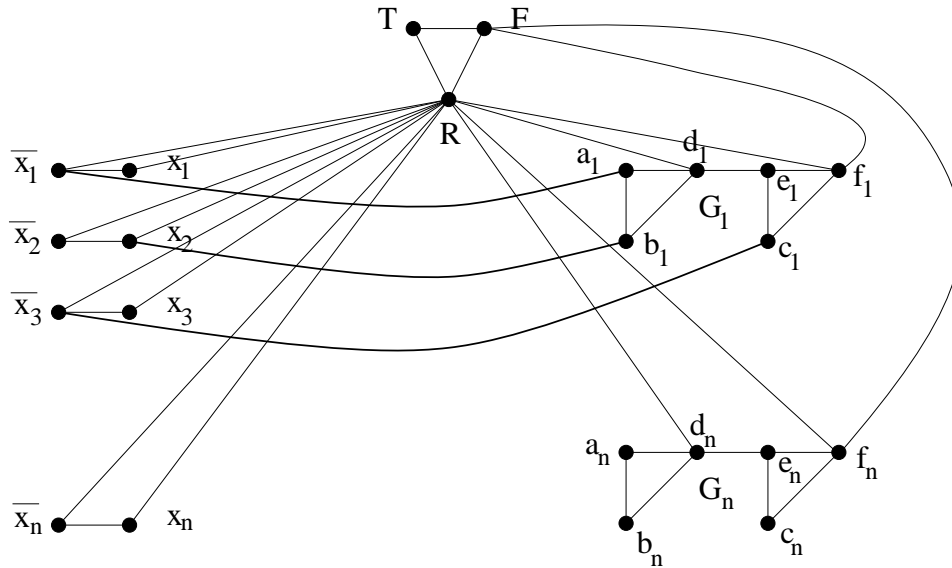 T F
R
x̅₁ x₁ a₁ d₁ e₁ f₁
G₁
x̅₂ x₂ b₁ c₁
x̅₃ x₃
aₙ dₙ eₙ fₙ
Gₙ
x̅ₙ xₙ bₙ cₙ